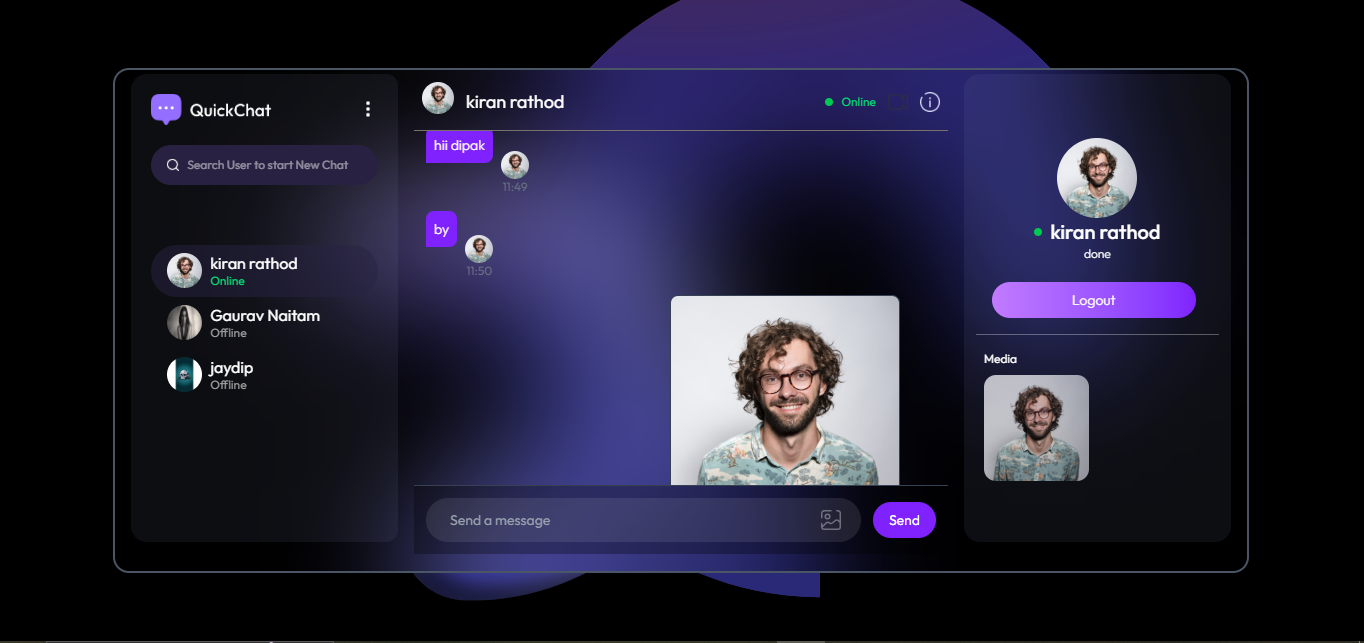 QuickChat
Search User to start New Chat
kiran rathod
Online
Gaurav Naitam
Offline
jaydip
Offline
kiran rathod
Online
hii dipak
11:49
by
11:50
Send a message
Send
kiran rathod
done
Logout
Media